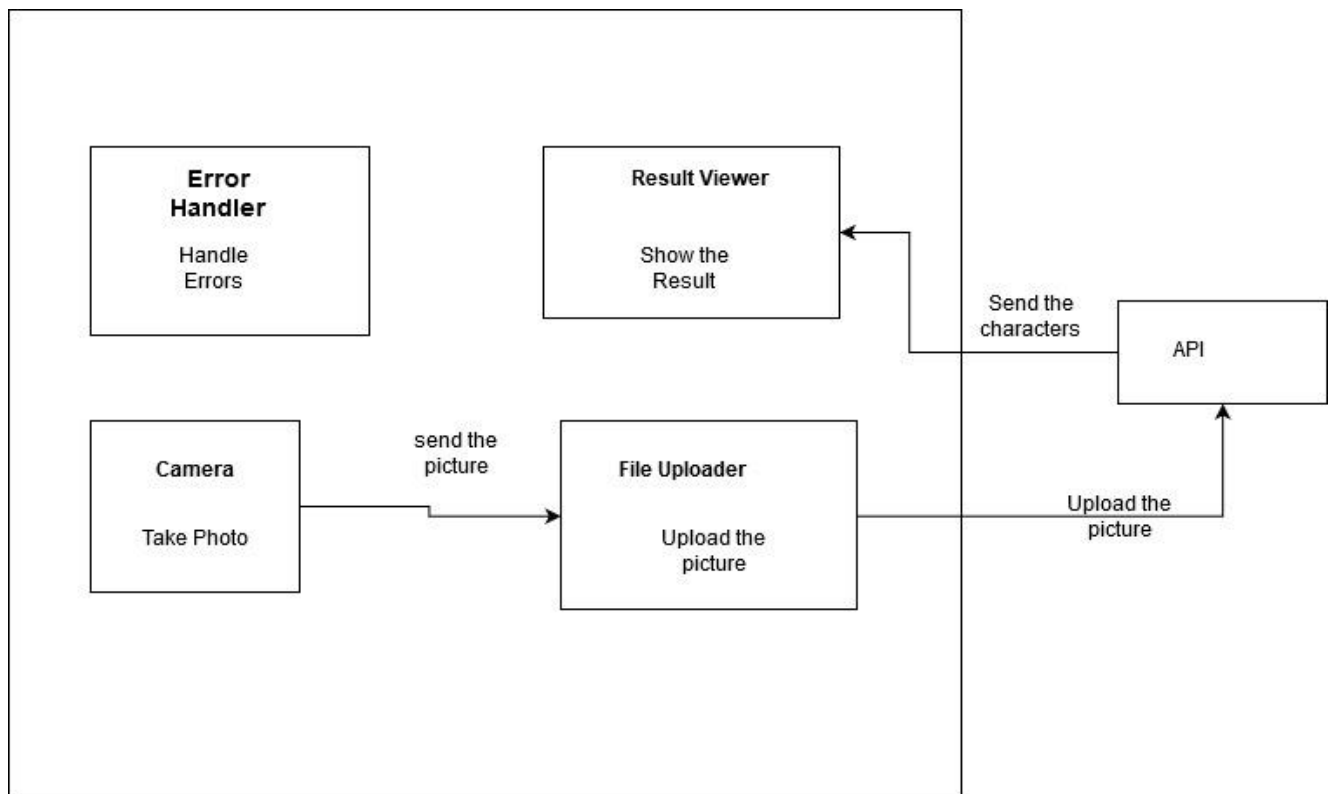 Error
Handler
Handle
Errors
Result Viewer
Show the
Result
Send the
characters
API
Camera
Take Photo
send the
picture
File Uploader
Upload the
picture
Upload the
picture